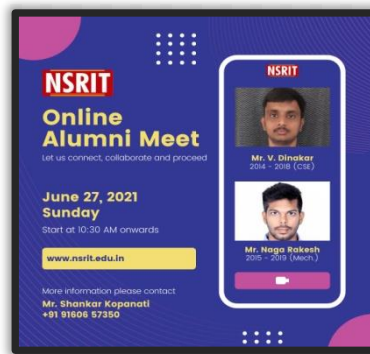 NSRIT
Online
Alumni Meet
Let us connect, collaborate and proceed
June 27, 2021
Sunday
Start at 10:30 AM onwards
www.nsrit.edu.in
More information please contact
Mr. Shankar Kopanati
+91 91606 57350
NSRIT
Mr. V. Dinakar
2014 - 2018 (CSE)
Mr. Naga Rakesh
2015 - 2019 (Mech.)